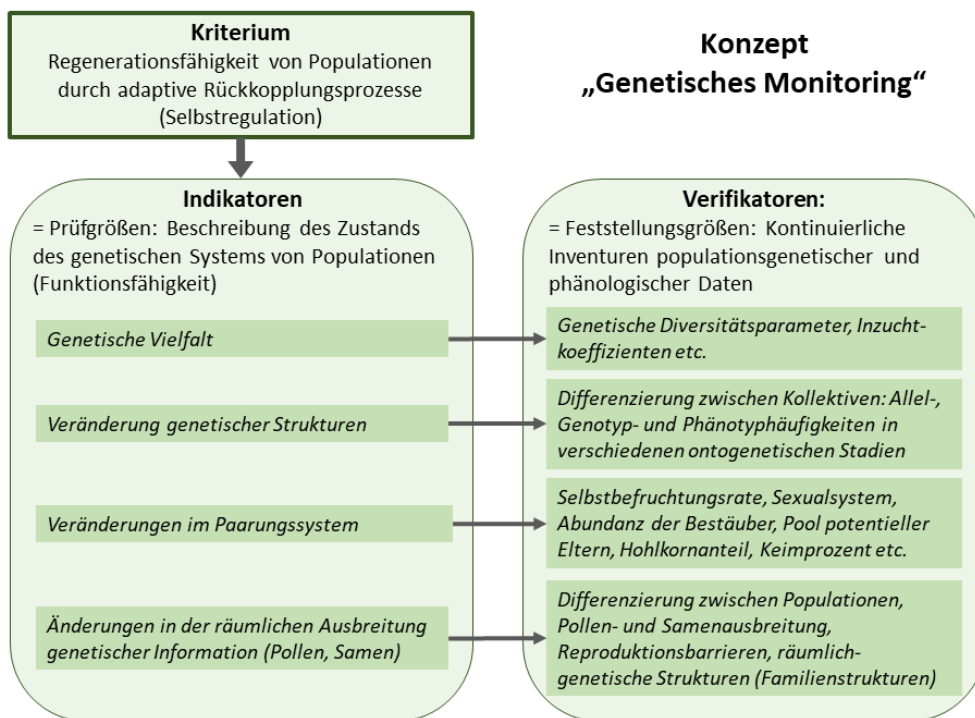 Kriterium
Regenerationsfähigkeit von Populationen
durch adaptive Rückkopplungsprozesse
(Selbstregulation)
Konzept
„Genetisches Monitoring“
Indikatoren
= Prüfgrößen: Beschreibung des Zustands
des genetischen Systems von Populationen
(Funktionsfähigkeit)
Genetische Vielfalt
Veränderung genetischer Strukturen
Veränderungen im Paarungssystem
Änderungen in der räumlichen Ausbreitung
genetischer Information (Pollen, Samen)
Verifikatoren:
= Feststellungsgrößen: Kontinuierliche
Inventuren populationsgenetischer und
phänologischer Daten
Genetische Diversitätsparameter, Inzucht-
koeffizienten etc.
Differenzierung zwischen Kollektiven: Allel-,
Genotyp- und Phänotyphäufigkeiten in
verschiedenen ontogenetischen Stadien
Selbstbefruchtungsrate, Sexualsystem,
Abundanz der Bestäuber, Pool potentieller
Eltern, Hohlkornanteil, Keimprozent etc.
Differenzierung zwischen Populationen,
Pollen- und Samenausbreitung,
Reproduktionsbarrieren, räumlich-
genetische Strukturen (Familienstrukturen)